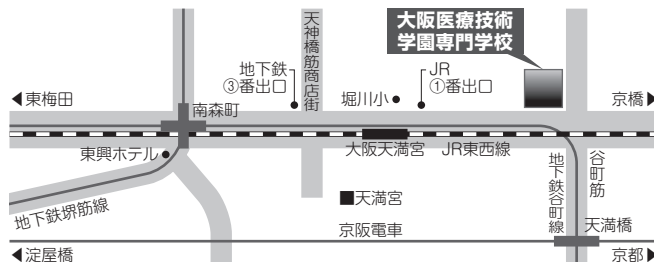 大阪医療技術
学園専門学校
天神橋筋商店街
地下鉄
③番出口
JR
①番出口
堀川小
◀東梅田
京橋▶
南森町
東興ホテル
大阪天満宮
JR東西線
地下鉄谷町線
谷町筋
地下鉄堺筋線
■天満宮
京阪電車
天満橋
◀淀屋橋
京都▶